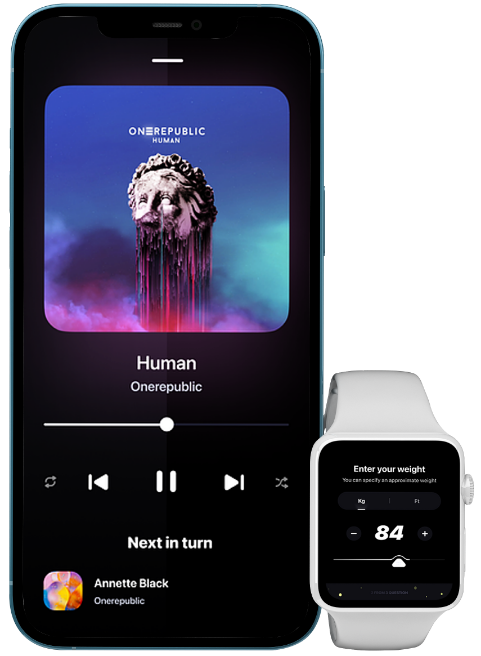 ONEREPUBLIC
HUMAN
Human
Onerepublic
Next in turn
Annette Black
Onerepublic
Enter your weight
You can specify an approximate weight
Kg
Ft
− 84 +